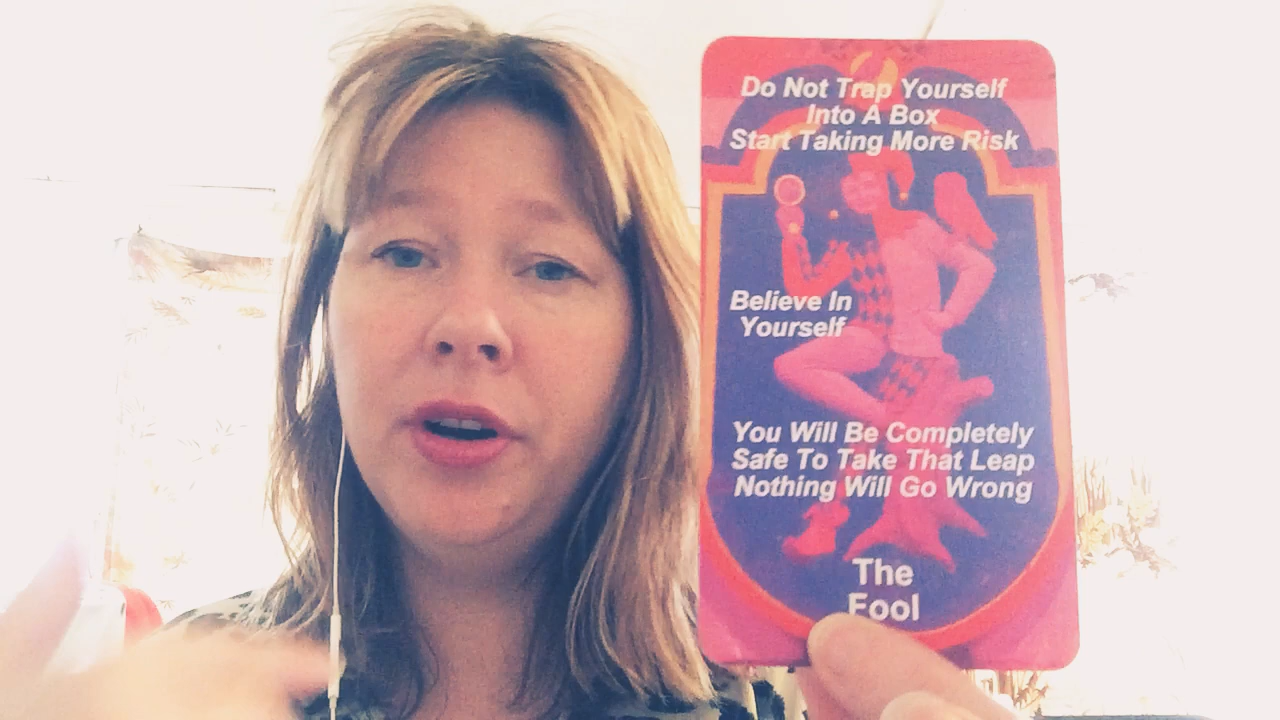 Do Not Trap Yourself
Into A Box
Start Taking More Risk
Believe In
Yourself
You Will Be Completely
Safe To Take That Leap
Nothing Will Go Wrong
The
Fool